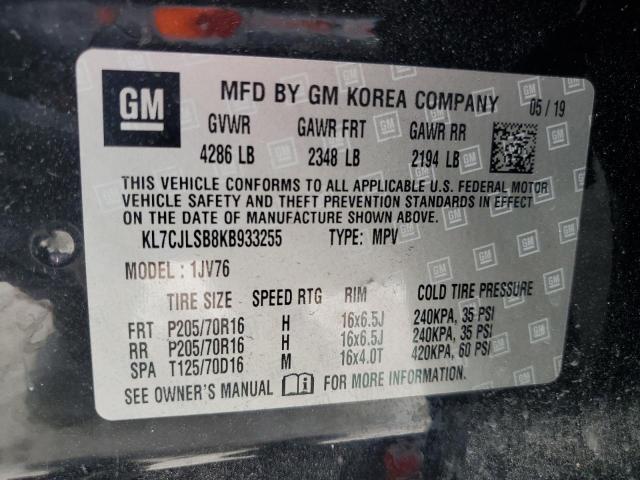 GM
MFD BY GM KOREA COMPANY 05/19
GVWR GAWR FRT GAWR RR
4286 LB 2348 LB 2194 LB
THIS VEHICLE CONFORMS TO ALL APPLICABLE U.S. FEDERAL MOTOR
VEHICLE SAFETY AND THEFT PREVENTION STANDARDS IN EFFECT
ON THE DATE OF MANUFACTURE SHOWN ABOVE.
KL7CJLSB8KB933255 TYPE: MPV
MODEL : 1JV76
TIRE SIZE SPEED RTG RIM COLD TIRE PRESSURE
FRT P205/70R16 H 16x6.5J 240KPA, 35 PSI
RR P205/70R16 H 16x6.5J 240KPA, 35 PSI
SPA T125/70D16 M 16x4.0T 420KPA, 60 PSI
SEE OWNER'S MANUAL FOR MORE INFORMATION.